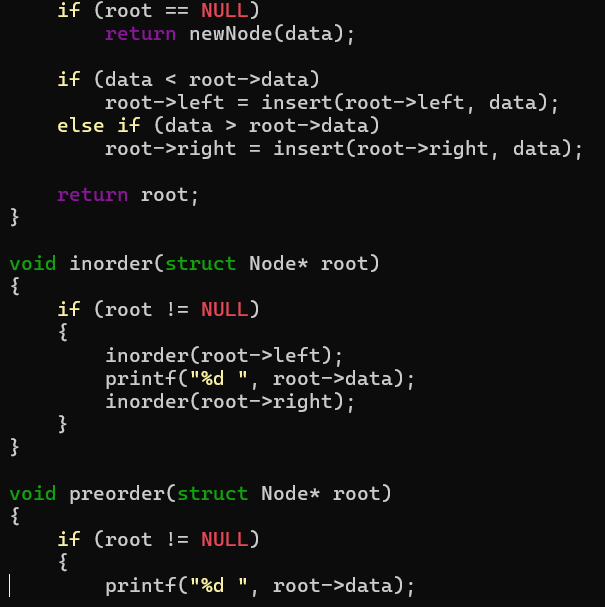 if (root == NULL)
        return newNode(data);

    if (data < root->data)
        root->left = insert(root->left, data);
    else if (data > root->data)
        root->right = insert(root->right, data);

    return root;
}

void inorder(struct Node* root)
{
    if (root != NULL)
    {
        inorder(root->left);
        printf("%d ", root->data);
        inorder(root->right);
    }
}

void preorder(struct Node* root)
{
    if (root != NULL)
    {
        printf("%d ", root->data);